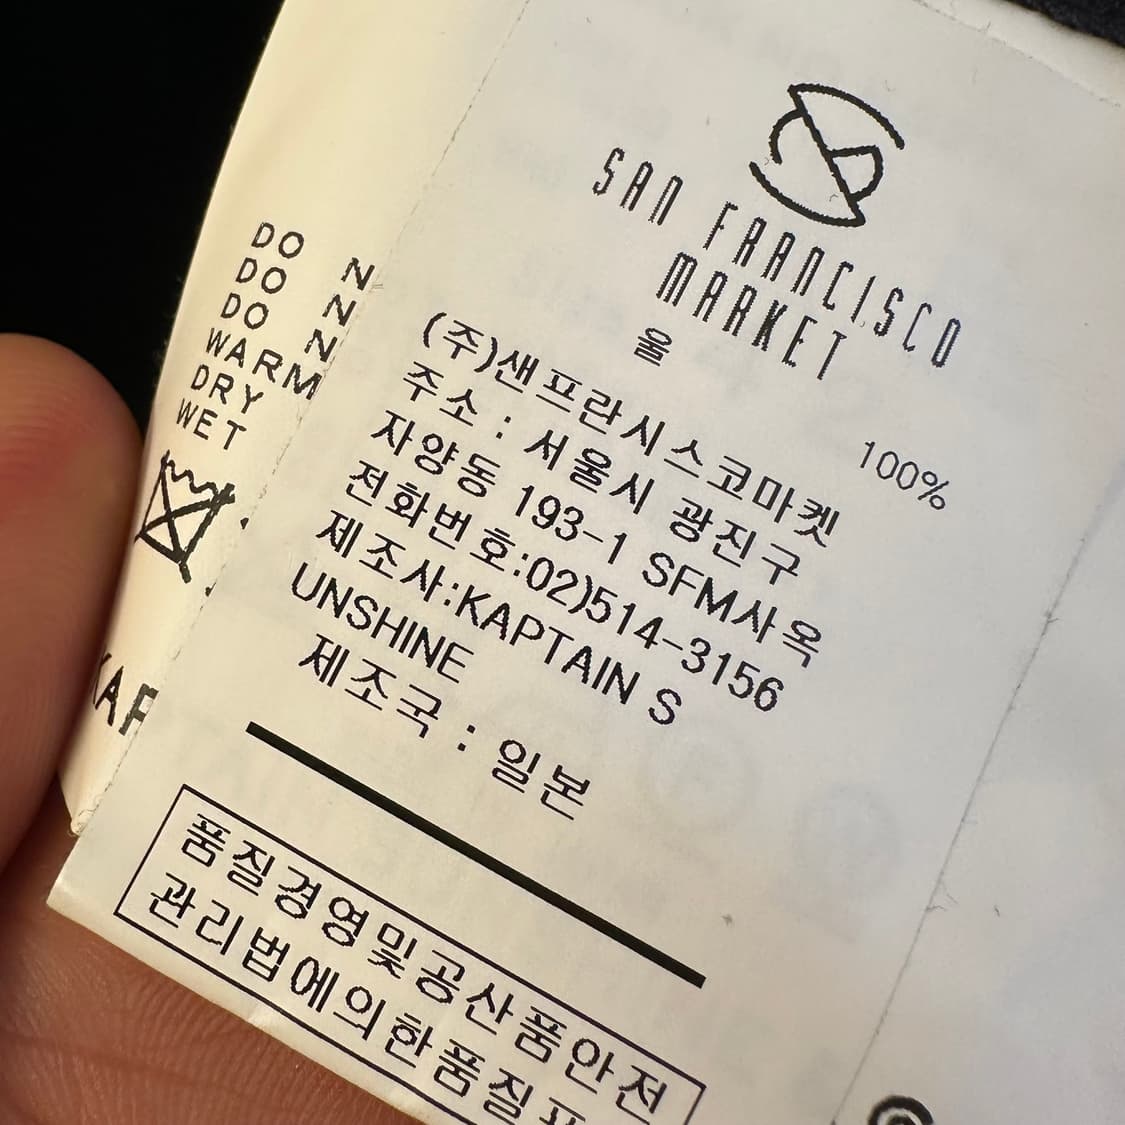 DO N
DO N
DO N
WARM
DRY
WET
KAP
SAN FRANCISCO
MARKET
울 100%
(주)샌프란시스코마켓
주소 : 서울시 광진구
자양동 193-1 SFM사옥
전화번호:02)514-3156
제조사:KAPTAIN S
UNSHINE
제조국 : 일본
품질경영및공산품안전
관리법에의한품질표